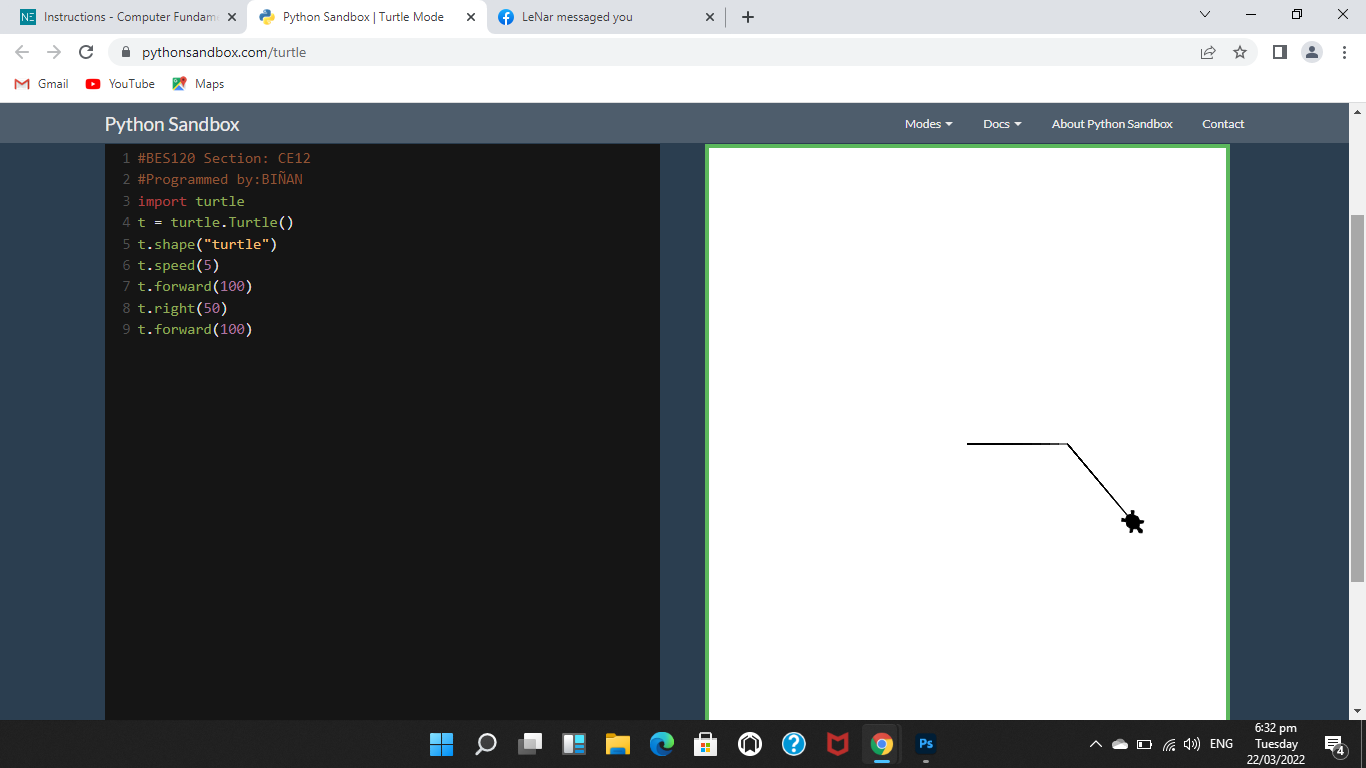 Instructions - Computer Fundam
Python Sandbox | Turtle Mode
LeNar messaged you
pythonsandbox.com/turtle
Gmail
YouTube
Maps
Python Sandbox
Modes
Docs
About Python Sandbox
Contact
1 #BES120 Section: CE12
2 #Programmed by:BIÑAN
3 import turtle
4 t = turtle.Turtle()
5 t.shape("turtle")
6 t.speed(5)
7 t.forward(100)
8 t.right(50)
9 t.forward(100)
Ps
ENG
6:32 pm
Tuesday
22/03/2022
4